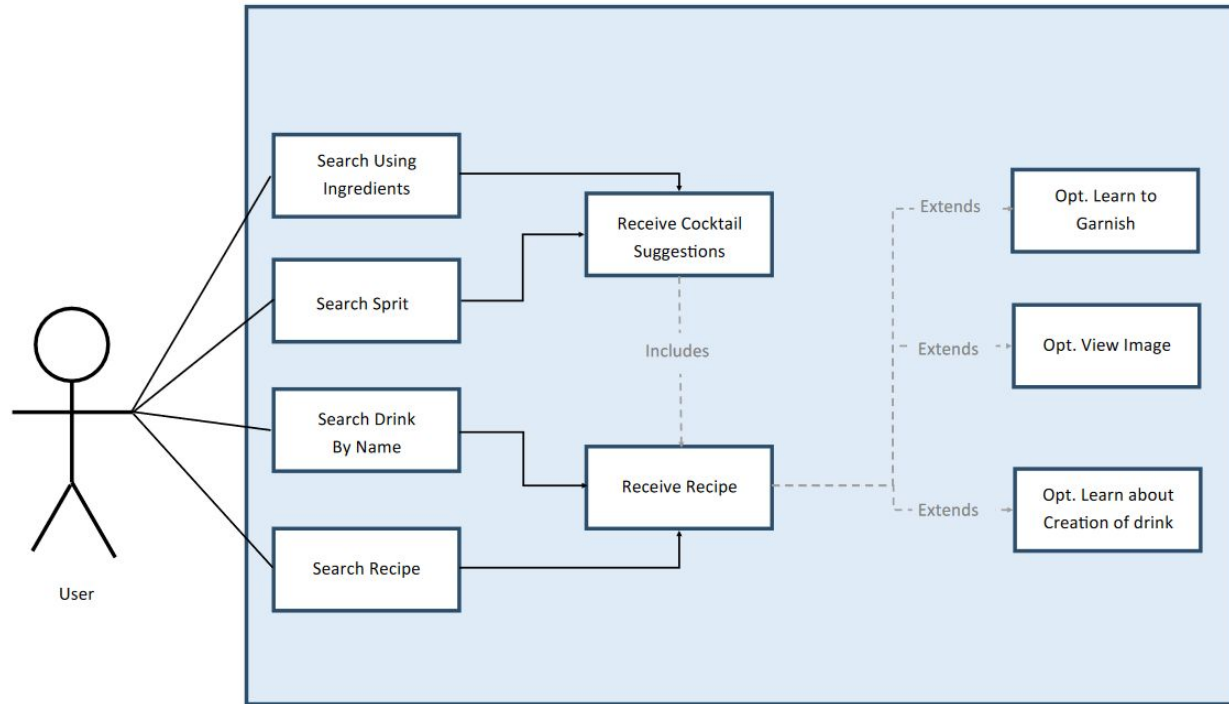 Search Using
Ingredients
Receive Cocktail
Suggestions
Extends
Opt. Learn to
Garnish
Search Sprit
Includes
Extends
Opt. View Image
Search Drink
By Name
Receive Recipe
Extends
Opt. Learn about
Creation of drink
Search Recipe
User